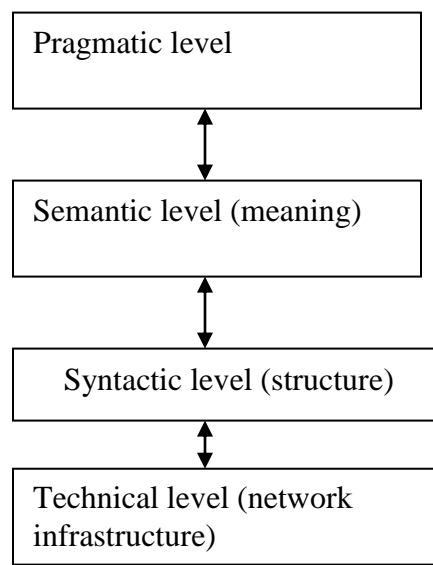 Pragmatic level
Semantic level (meaning)
Syntactic level (structure)
Technical level (network
infrastructure)